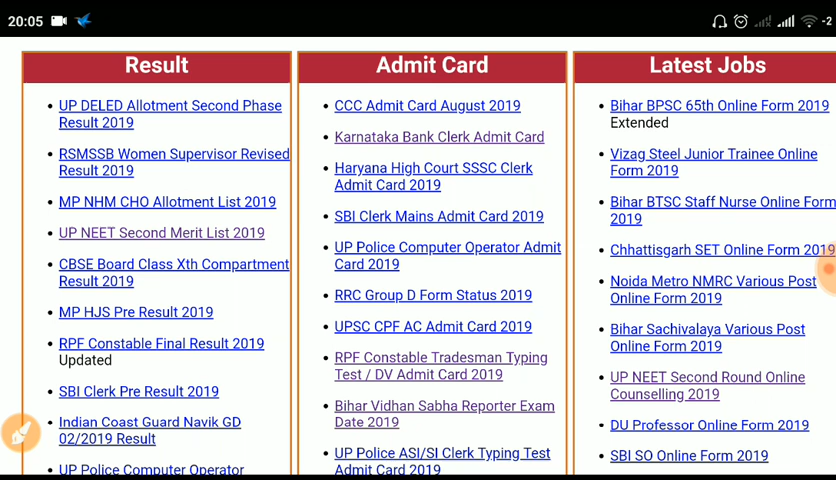 20:05
-2
Result
UP DELED Allotment Second Phase
Result 2019
RSMSSB Women Supervisor Revised
Result 2019
MP NHM CHO Allotment List 2019
UP NEET Second Merit List 2019
CBSE Board Class Xth Compartment
Result 2019
MP HJS Pre Result 2019
RPF Constable Final Result 2019
Updated
SBI Clerk Pre Result 2019
Indian Coast Guard Navik GD
02/2019 Result
UP Police Computer Operator
Admit Card
CCC Admit Card August 2019
Karnataka Bank Clerk Admit Card
Haryana High Court SSSC Clerk
Admit Card 2019
SBI Clerk Mains Admit Card 2019
UP Police Computer Operator Admit
Card 2019
RRC Group D Form Status 2019
UPSC CPF AC Admit Card 2019
RPF Constable Tradesman Typing
Test / DV Admit Card 2019
Bihar Vidhan Sabha Reporter Exam
Date 2019
UP Police ASI/SI Clerk Typing Test
Admit Card 2019
Latest Jobs
Bihar BPSC 65th Online Form 2019
Extended
Vizag Steel Junior Trainee Online
Form 2019
Bihar BTSC Staff Nurse Online Form
2019
Chhattisgarh SET Online Form 2019
Noida Metro NMRC Various Post
Online Form 2019
Bihar Sachivalaya Various Post
Online Form 2019
UP NEET Second Round Online
Counselling 2019
DU Professor Online Form 2019
SBI SO Online Form 2019